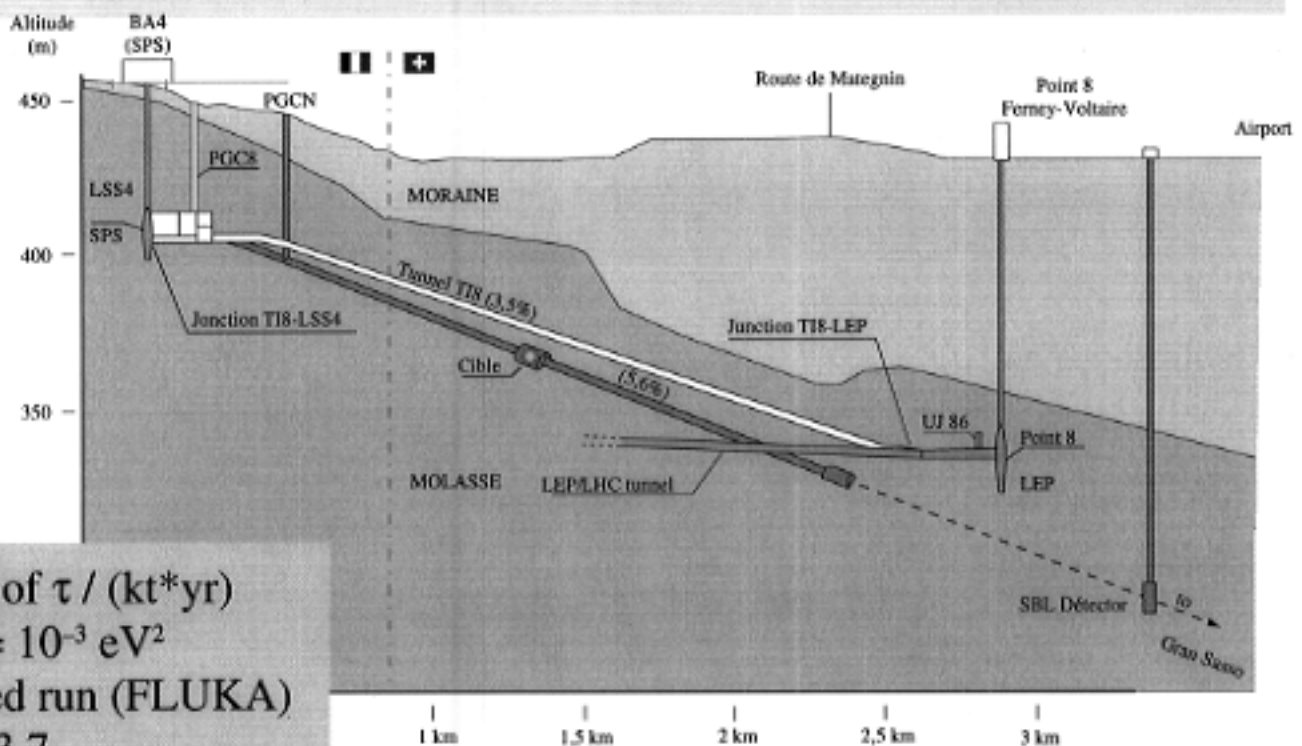 Altitude
(m)
BA4
(SPS)
PGCN
Route de Mategnin
Point 8
Ferney-Voltaire
Airport
450
PGC8
LSS4
MORAINE
SPS
400
Tunnel TI8 (3,5%)
Jonction TI8-LSS4
Junction TI8-LEP
Cible
(5,6%)
350
UJ 86
Point 8
MOLASSE
LEP/LHC tunnel
LEP
of τ / (kt*yr)
= 10⁻³ eV²
SBL Détector
to
Gran Sasso
ed run (FLUKA)
3.7
1 km
1,5 km
2 km
2,5 km
3 km